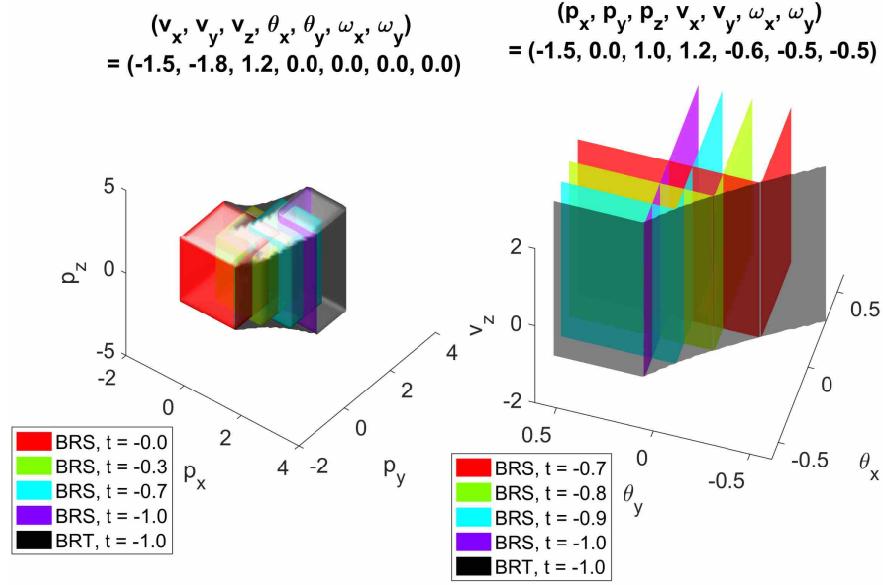 (v_x, v_y, v_z, θ_x, θ_y, ω_x, ω_y)
= (-1.5, -1.8, 1.2, 0.0, 0.0, 0.0, 0.0)
5
0
-5
p_z
-2
0
2
4
p_x
-2
0
2
4
p_y
BRS, t = -0.0
BRS, t = -0.3
BRS, t = -0.7
BRS, t = -1.0
BRT, t = -1.0
(p_x, p_y, p_z, v_x, v_y, ω_x, ω_y)
= (-1.5, 0.0, 1.0, 1.2, -0.6, -0.5, -0.5)
2
0
-2
v_z
0.5
0
-0.5
θ_y
0.5
0
-0.5
θ_x
BRS, t = -0.7
BRS, t = -0.8
BRS, t = -0.9
BRS, t = -1.0
BRT, t = -1.0